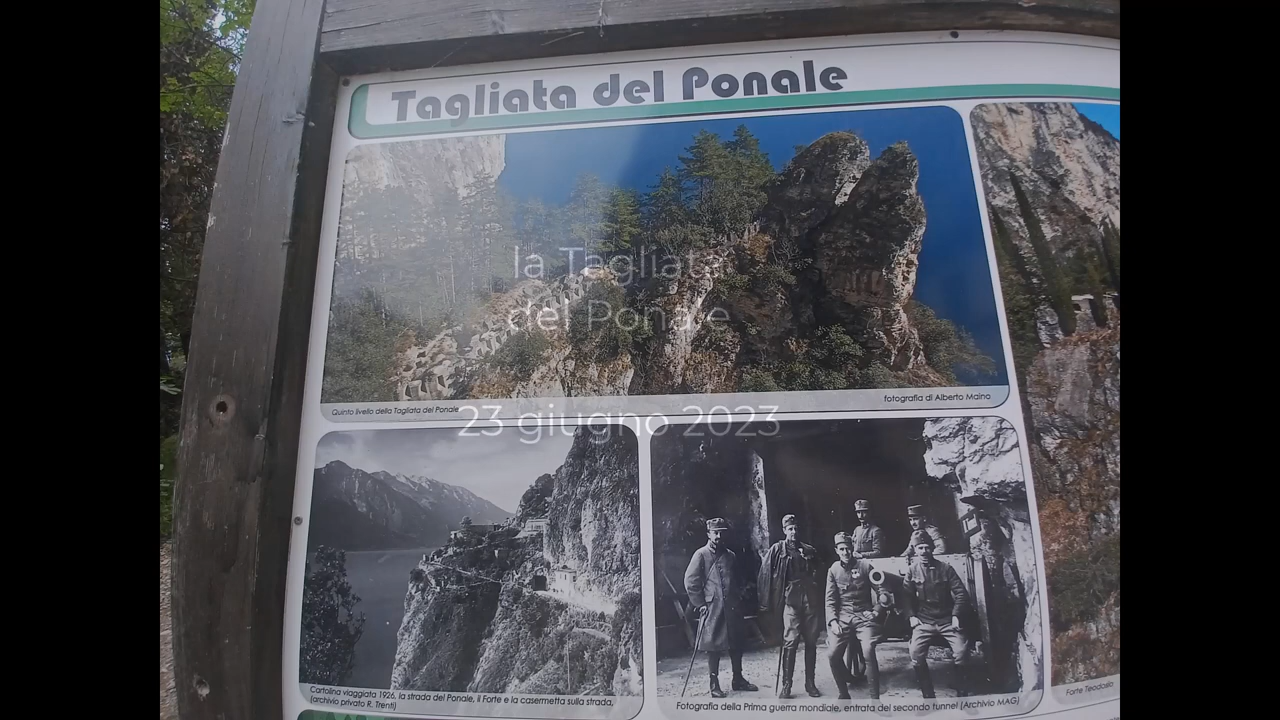 Tagliata del Ponale
la Tagliata
del Ponale
Quinto livello della Tagliata del Ponale
fotografia di Alberto Maino
23 giugno 2023
Cartolina viaggiata 1926, la strada del Ponale, il Forte e la casermetta sulla strada,
(archivio privato R. Trenti)
Fotografia della Prima guerra mondiale, entrata del secondo tunnel (Archivio MAG)
Forte Teodosio